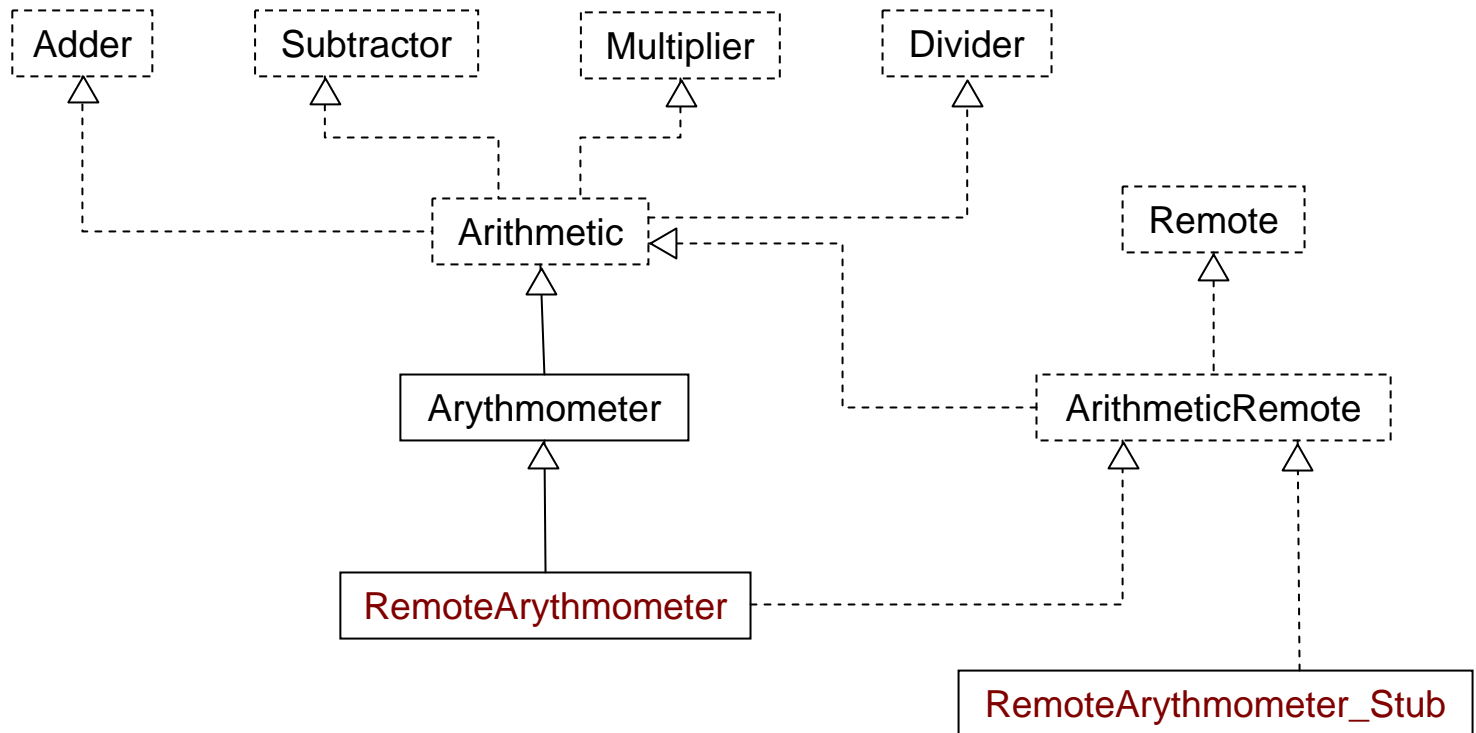 Adder
Subtractor
Multiplier
Divider
Arithmetic
Remote
Arythmometer
ArithmeticRemote
RemoteArythmometer
RemoteArythmometer_Stub